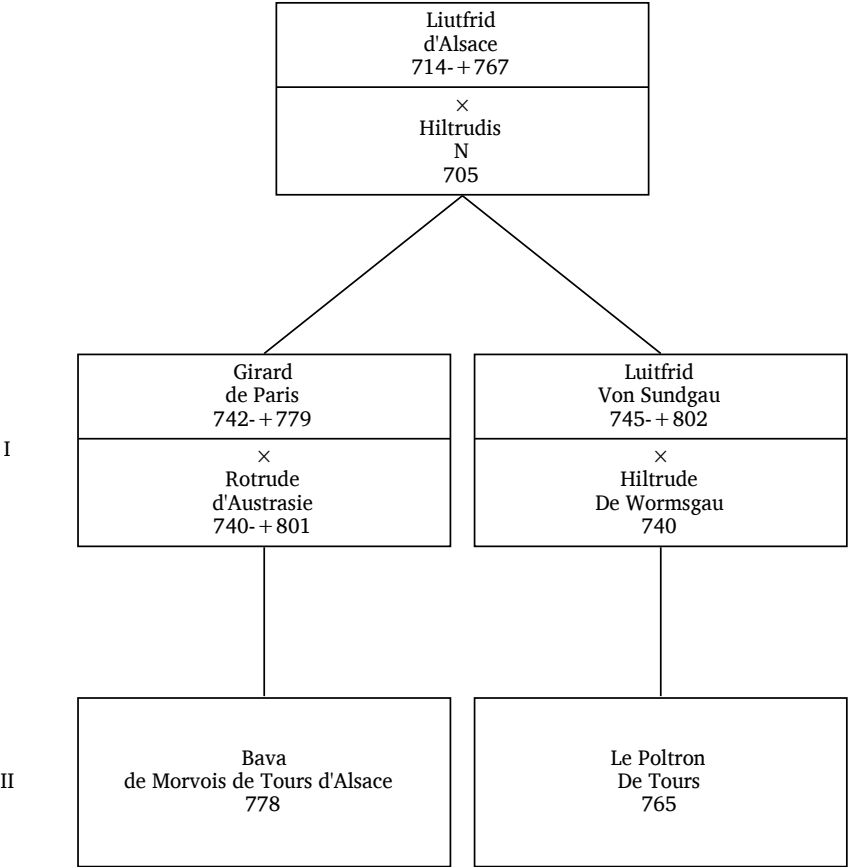 Liutfrid
d'Alsace
714-+767
×
Hiltrudis
N
705
I
Girard
de Paris
742-+779
×
Rotrude
d'Austrasie
740-+801
Luitfrid
Von Sundgau
745-+802
×
Hiltrude
De Wormsgau
740
II
Bava
de Morvois de Tours d'Alsace
778
Le Poltron
De Tours
765